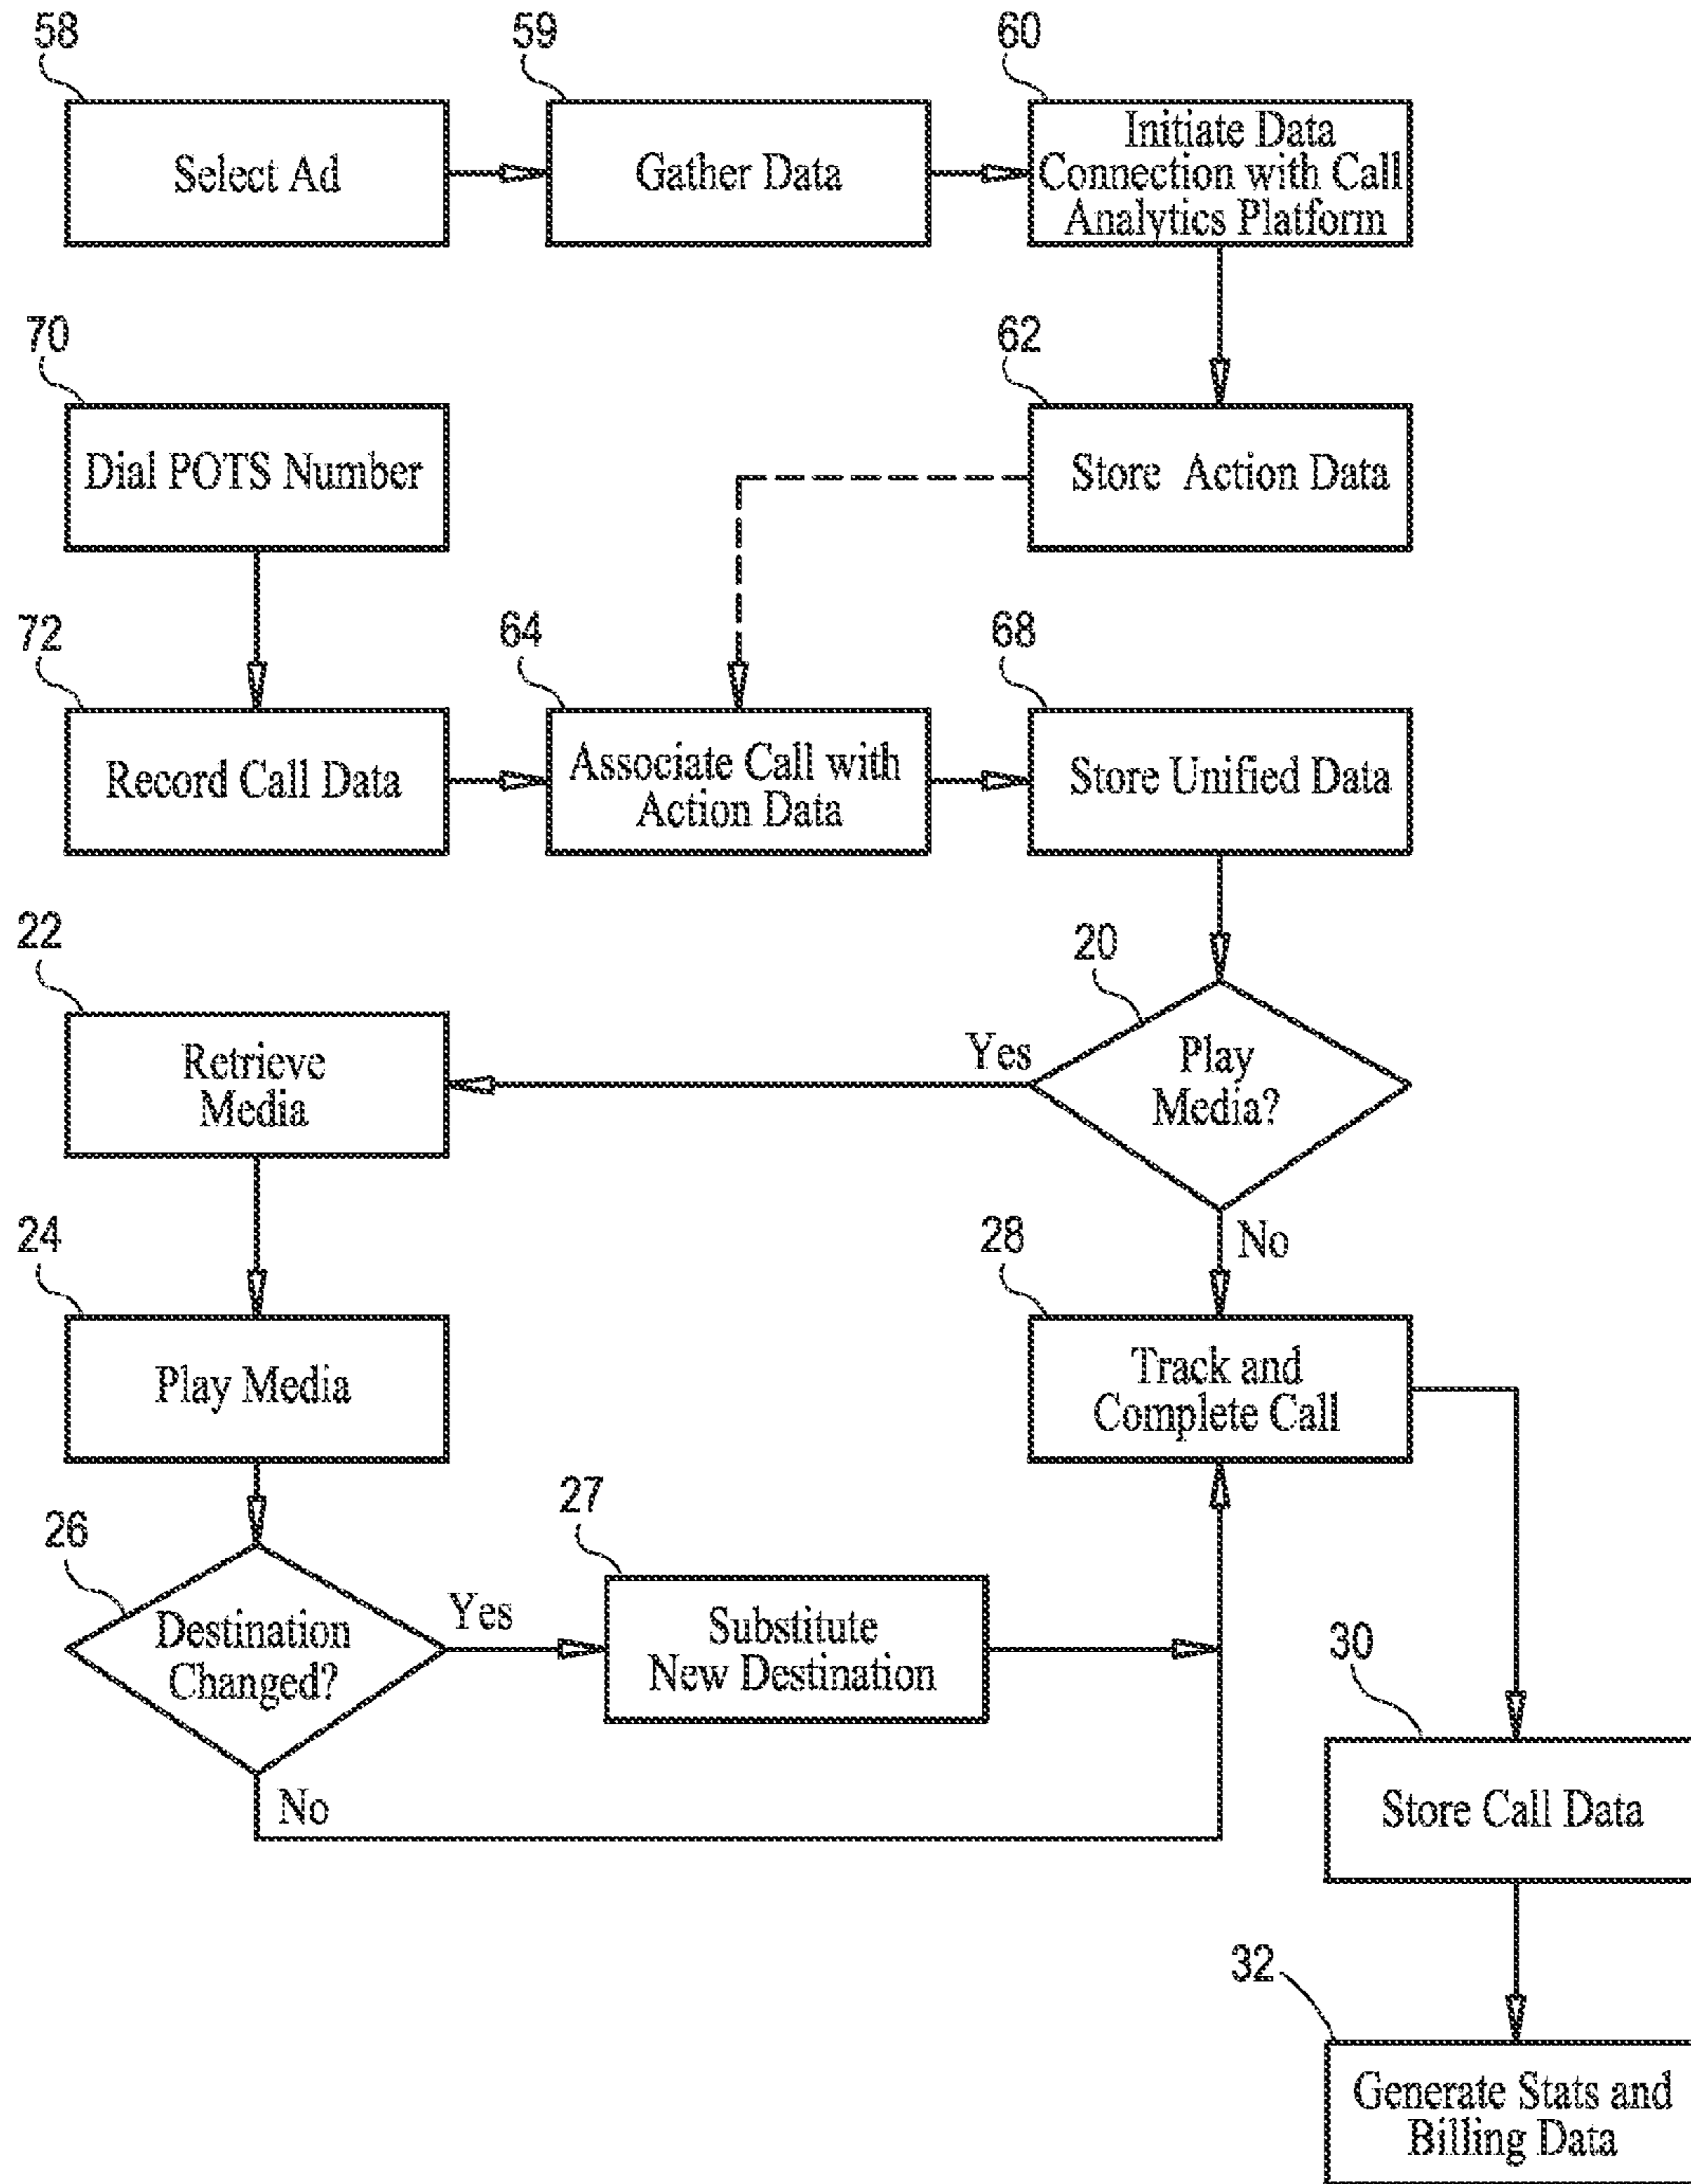 58
59
60
Select Ad
Gather Data
Initiate Data
Connection with Call
Analytics Platform
70
62
Dial POTS Number
Store Action Data
72
64
68
Record Call Data
Associate Call with
Action Data
Store Unified Data
22
20
Retrieve
Media
Yes
Play
Media?
24
28
No
Play Media
Track and
Complete Call
26
27
Destination
Changed?
Yes
Substitute
New Destination
30
No
Store Call Data
32
Generate Stats and
Billing Data